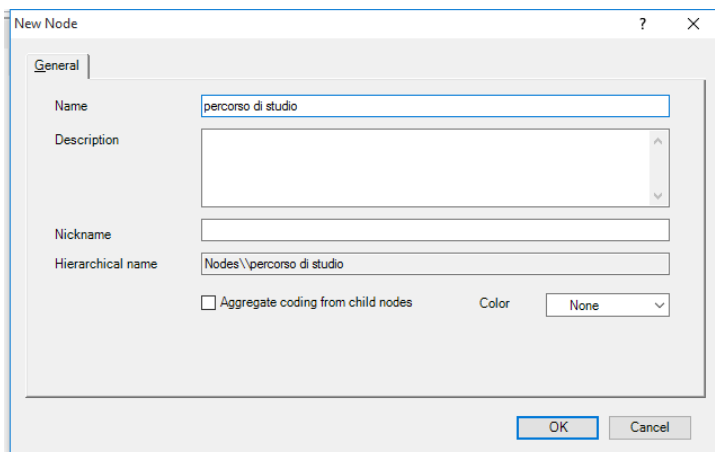 New Node
?
General
Name
percorso di studio
Description
Nickname
Hierarchical name
Nodes\\percorso di studio
Aggregate coding from child nodes
Color
None
OK
Cancel